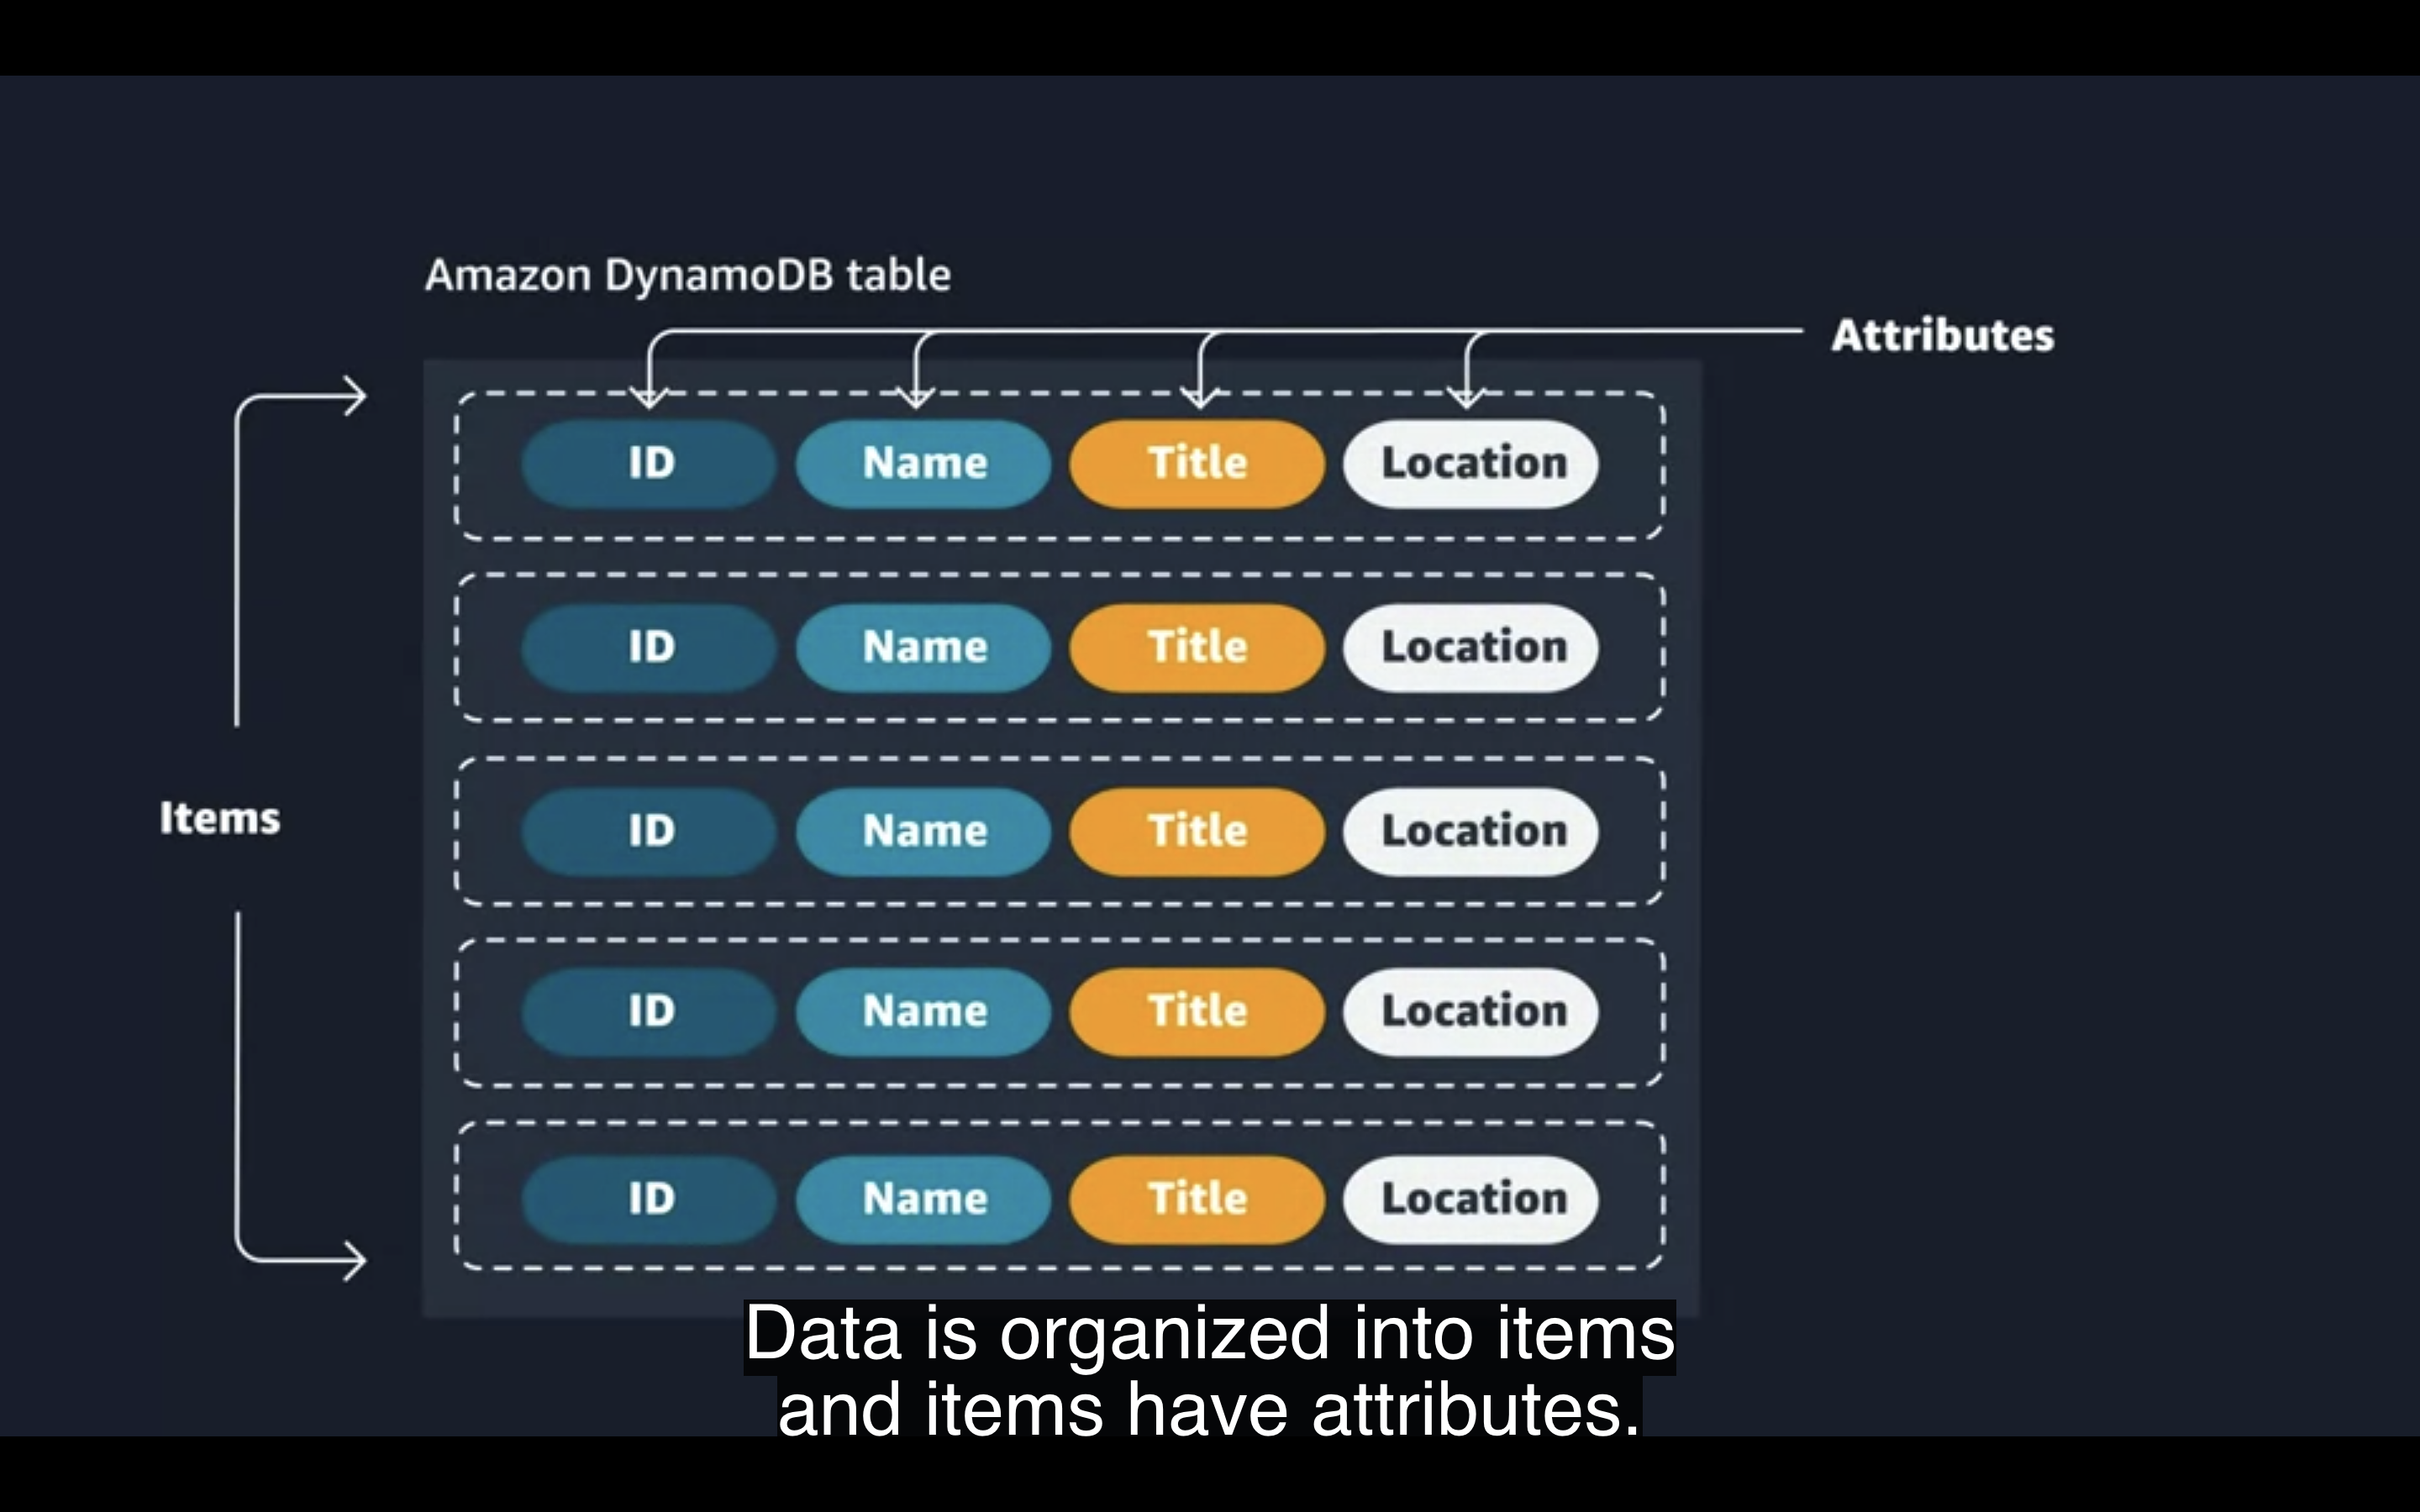 Amazon DynamoDB table
Attributes
ID Name Title Location
ID Name Title Location
Items
ID Name Title Location
ID Name Title Location
ID Name Title Location
Data is organized into items
and items have attributes.